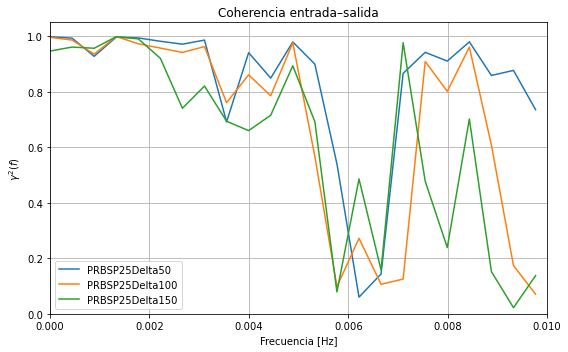 Coherencia entrada–salida
γ²(f)
1.0
0.8
0.6
0.4
0.2
0.0
PRBSP25Delta50
PRBSP25Delta100
PRBSP25Delta150
0.000 0.002 0.004 0.006 0.008 0.010
Frecuencia [Hz]